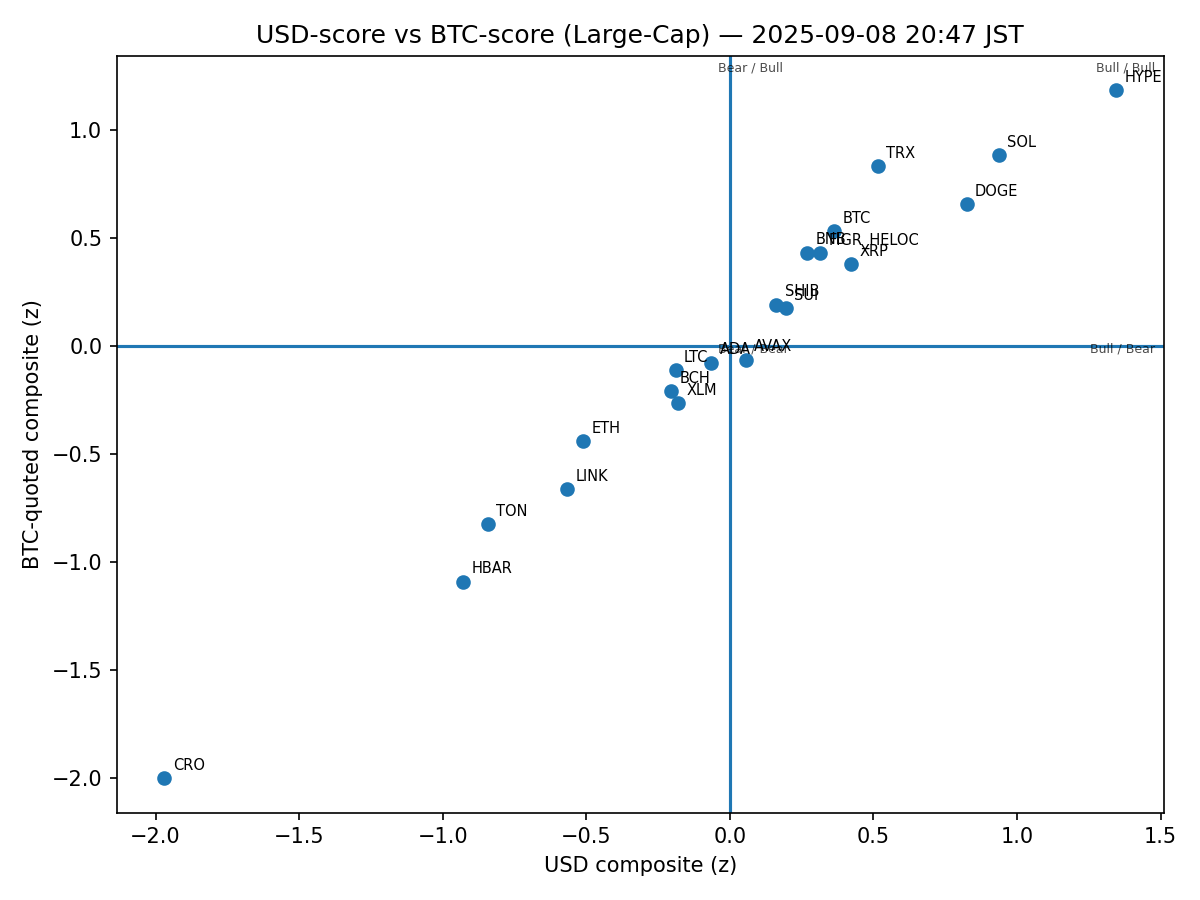 USD-score vs BTC-score (Large-Cap) — 2025-09-08 20:47 JST
Bear / Bull
Bull / Bull
HYPE
SOL
TRX
DOGE
BTC
BNB
FIGR_HELOC
XRP
SHIB
SUI
ADA
AVAX
Bear / Bear
Bull / Bear
LTC
BCH
XLM
ETH
LINK
TON
HBAR
CRO
1.0
0.5
0.0
−0.5
−1.0
−1.5
−2.0
BTC-quoted composite (z)
−2.0
−1.5
−1.0
−0.5
0.0
0.5
1.0
1.5
USD composite (z)